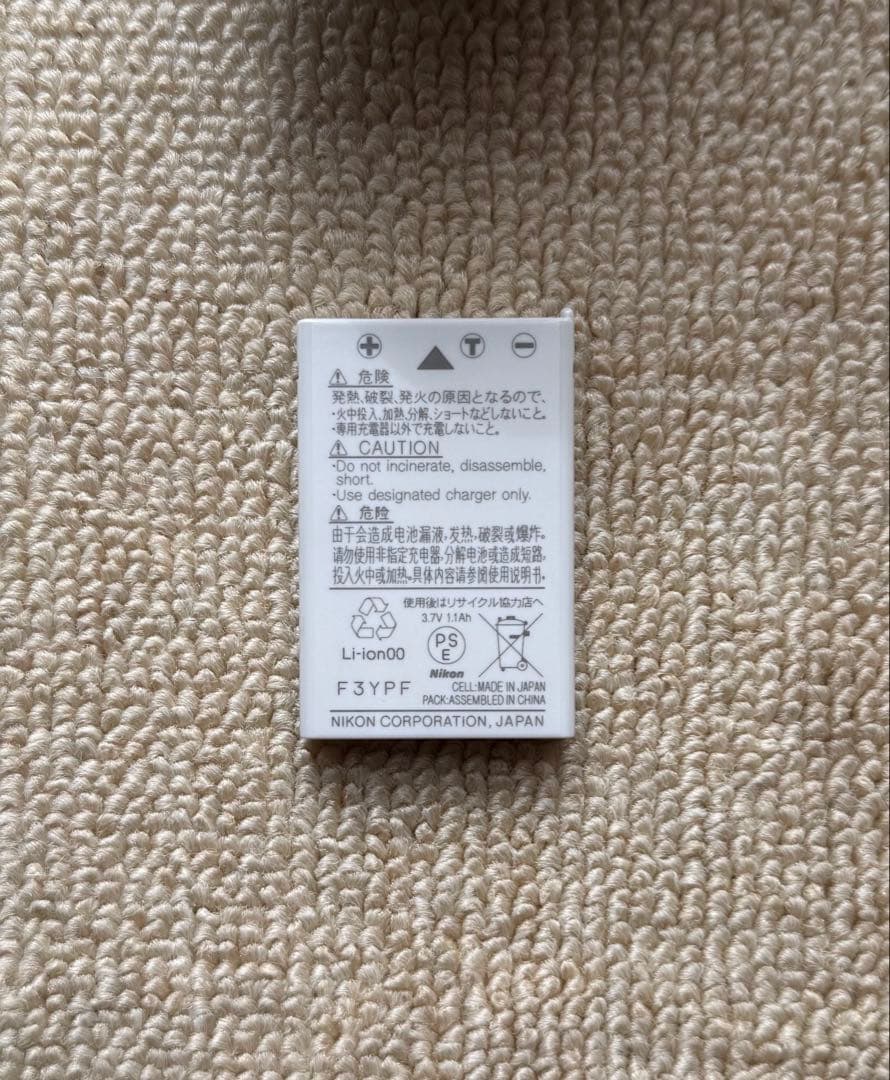 + T −
⚠ 危険
発熱、破裂、発火の原因となるので、
・火中投入、加熱、分解、ショートなどしないこと。
・専用充電器以外で充電しないこと。
⚠ CAUTION
・Do not incinerate, disassemble,
short.
・Use designated charger only.
⚠ 危险
由于会造成电池漏液，发热，破裂或爆炸。
请勿使用非指定充电器，分解电池或造成短路，
投入火中或加热。具体内容请参阅使用说明书。
使用後はリサイクル協力店へ
3.7V 1.1Ah
Li-ion00
PS
E
Nikon
F3YPF
CELL:MADE IN JAPAN
PACK:ASSEMBLED IN CHINA
NIKON CORPORATION, JAPAN